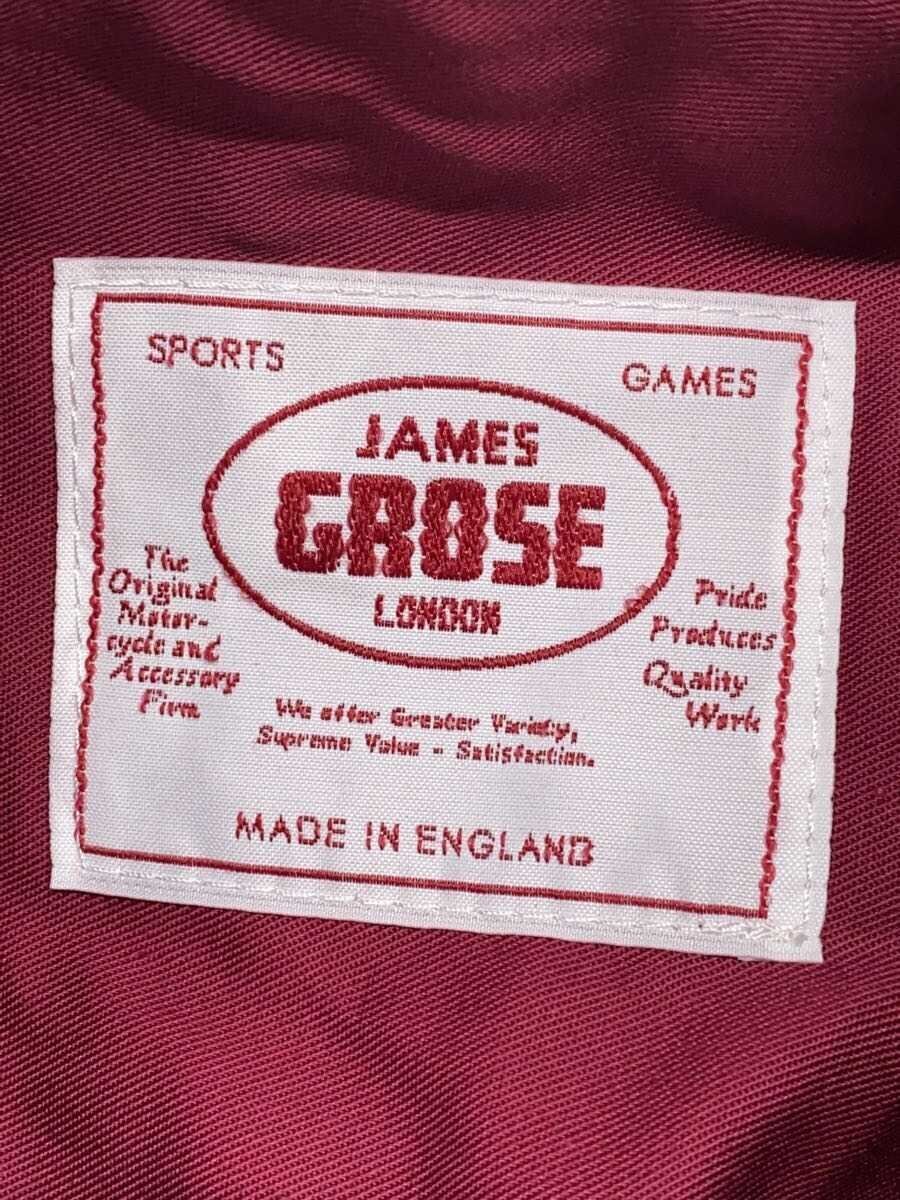 SPORTS
GAMES
JAMES
GROSE
LONDON
The
Original
Motor-
cycle and
Accessory
Firm
Pride
Produces
Quality
Work
We offer Greater Variety,
Supreme Value - Satisfaction.
MADE IN ENGLAND